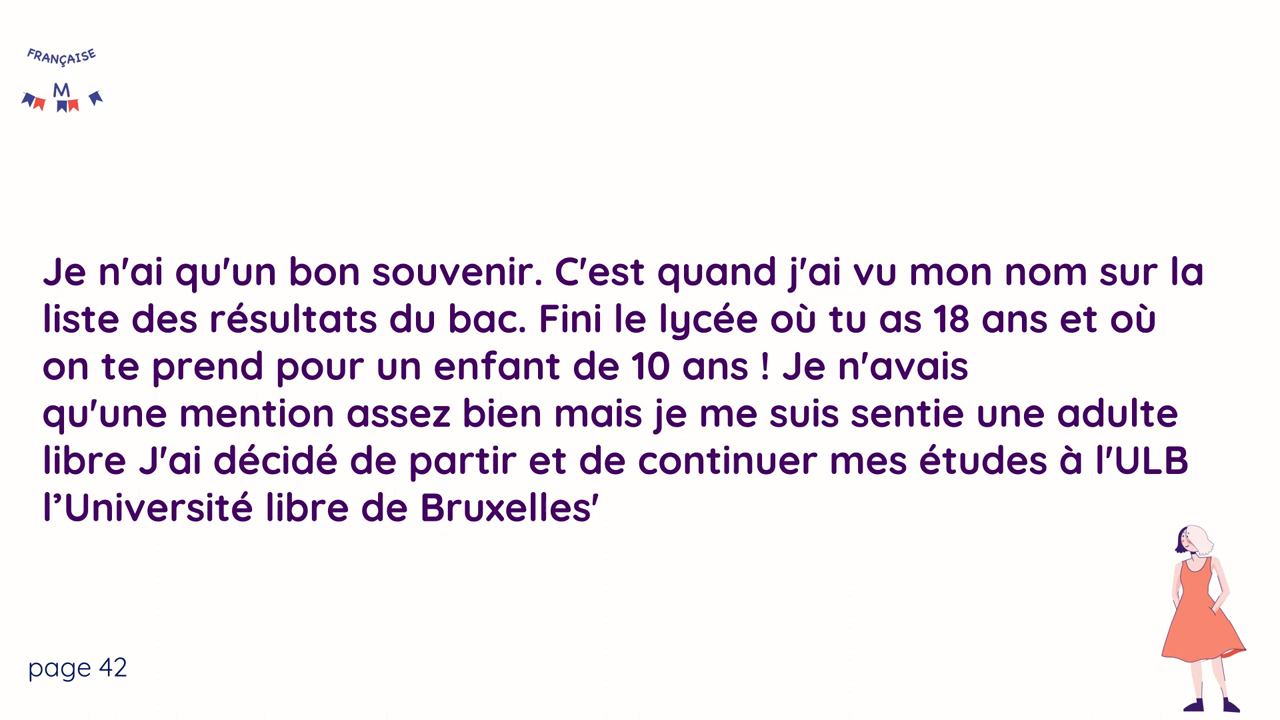 FRANÇAISE
M
Je n'ai qu'un bon souvenir. C'est quand j'ai vu mon nom sur la
liste des résultats du bac. Fini le lycée où tu as 18 ans et où
on te prend pour un enfant de 10 ans ! Je n'avais
qu'une mention assez bien mais je me suis sentie une adulte
libre J'ai décidé de partir et de continuer mes études à l'ULB
l’Université libre de Bruxelles'
page 42